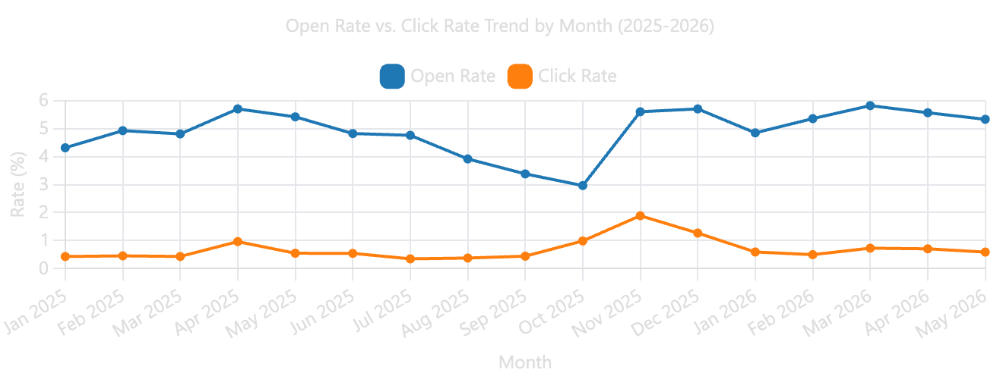 Open Rate vs. Click Rate Trend by Month (2025-2026)
Open Rate Click Rate
6
5
4
3
2
1
0
Rate (%)
Jan 2025 Feb 2025 Mar 2025 Apr 2025 May 2025 Jun 2025 Jul 2025 Aug 2025 Sep 2025 Oct 2025 Nov 2025 Dec 2025 Jan 2026 Feb 2026 Mar 2026 Apr 2026 May 2026
Month